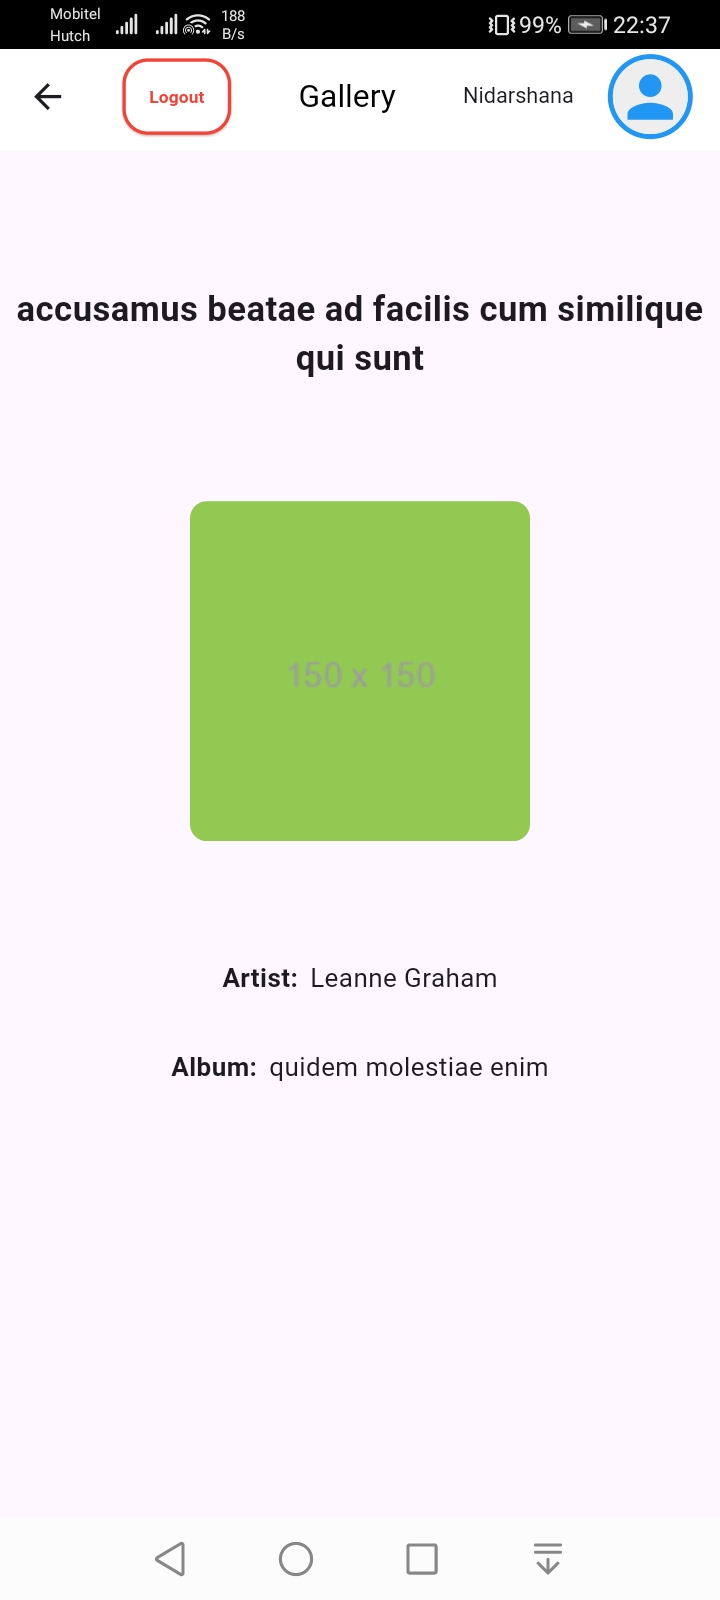 Mobitel
Hutch
188
B/s
99%
22:37
Logout
Gallery
Nidarshana
accusamus beatae ad facilis cum similique
qui sunt
150 x 150
Artist: Leanne Graham
Album: quidem molestiae enim